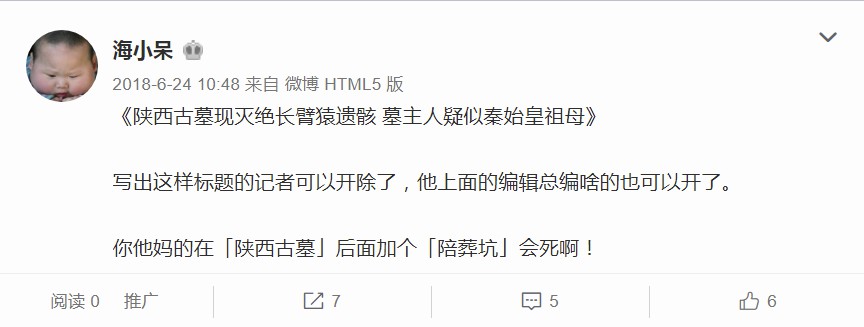 海小呆
2018-6-24 10:48 来自 微博 HTML5 版
《陕西古墓现灭绝长臂猿遗骸 墓主人疑似秦始皇祖母》
写出这样标题的记者可以开除了，他上面的编辑总编啥的也可以开了。
你他妈的在「陕西古墓」后面加个「陪葬坑」会死啊！
阅读 0 推广 7 5 6